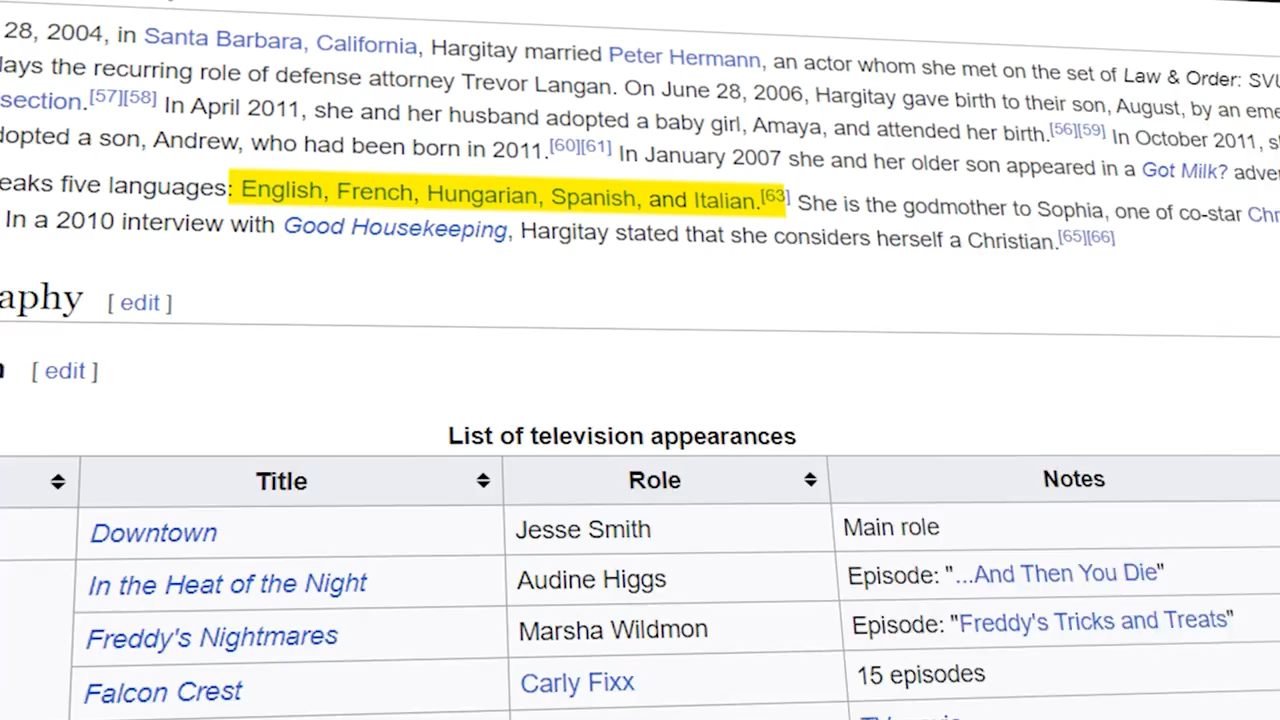 28, 2004, in Santa Barbara, California, Hargitay married Peter Hermann, an actor whom she met on the set of Law & Order: SVU
lays the recurring role of defense attorney Trevor Langan. On June 28, 2006, Hargitay gave birth to their son, August, by an eme
section.[57][58] In April 2011, she and her husband adopted a baby girl, Amaya, and attended her birth.[56][59] In October 2011, s
dopted a son, Andrew, who had been born in 2011.[60][61] In January 2007 she and her older son appeared in a Got Milk? adve
eaks five languages: English, French, Hungarian, Spanish, and Italian.[63] She is the godmother to Sophia, one of co-star Chr
In a 2010 interview with Good Housekeeping, Hargitay stated that she considers herself a Christian.[65][66]
aphy [ edit ]
[ edit ]
List of television appearances
Title Role Notes
Downtown Jesse Smith Main role
In the Heat of the Night Audine Higgs Episode: "...And Then You Die"
Freddy's Nightmares Marsha Wildmon Episode: "Freddy's Tricks and Treats"
Falcon Crest Carly Fixx 15 episodes